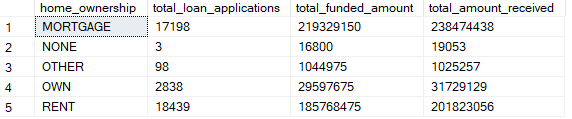 home_ownership total_loan_applications total_funded_amount total_amount_received
1 MORTGAGE 17198 219329150 238474438
2 NONE 3 16800 19053
3 OTHER 98 1044975 1025257
4 OWN 2838 29597675 31729129
5 RENT 18439 185768475 201823056